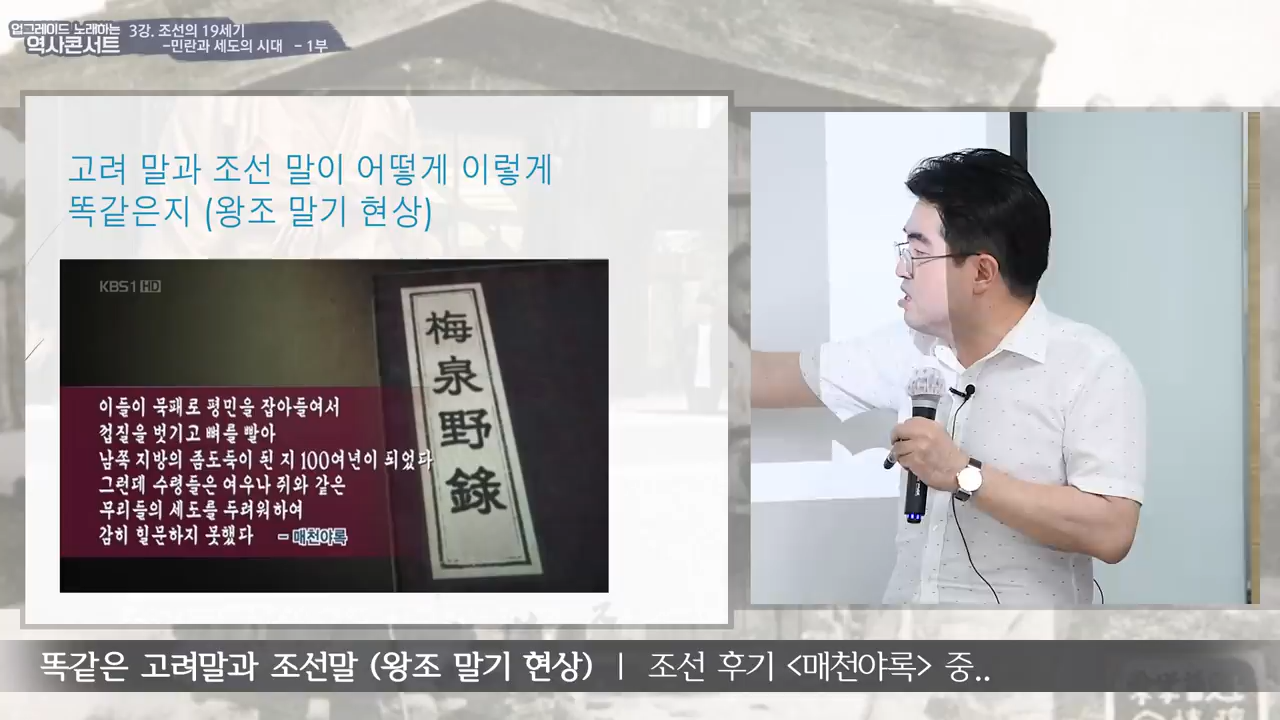 업그레이드 노래하는
역사콘서트
3강. 조선의 19세기
-민란과 세도의 시대 - 1부
고려 말과 조선 말이 어떻게 이렇게
똑같은지 (왕조 말기 현상)
KBS1 HD
梅泉野錄
이들이 묵패로 평민을 잡아들여서
껍질을 벗기고 뼈를 빨아
남쪽 지방의 좀도둑이 된 지 100여년이 되었다
그런데 수령들은 여우나 쥐와 같은
무리들의 세도를 두려워하여
감히 힐문하지 못했다 - 매천야록
똑같은 고려말과 조선말 (왕조 말기 현상) | 조선 후기 <매천야록> 중..